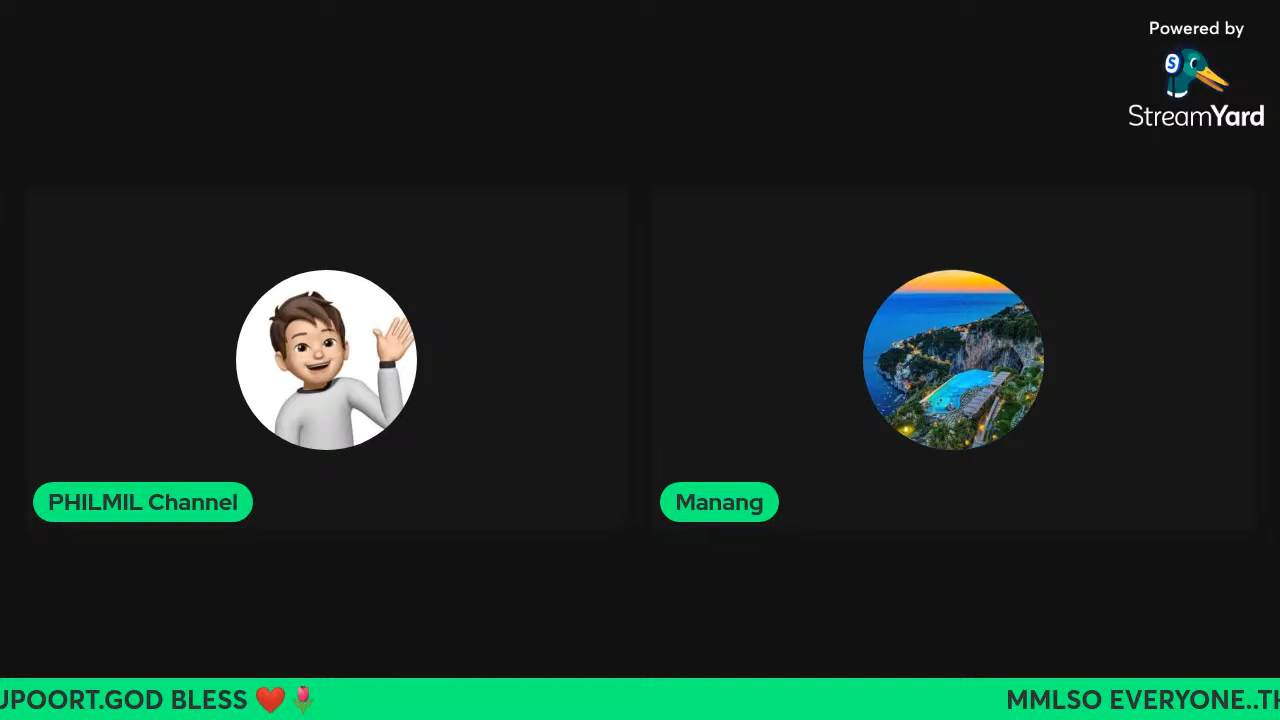 Powered by
S
StreamYard
PHILMIL Channel
Manang
UPOORT.GOD BLESS ❤️🌷
MMLSO EVERYONE..TH